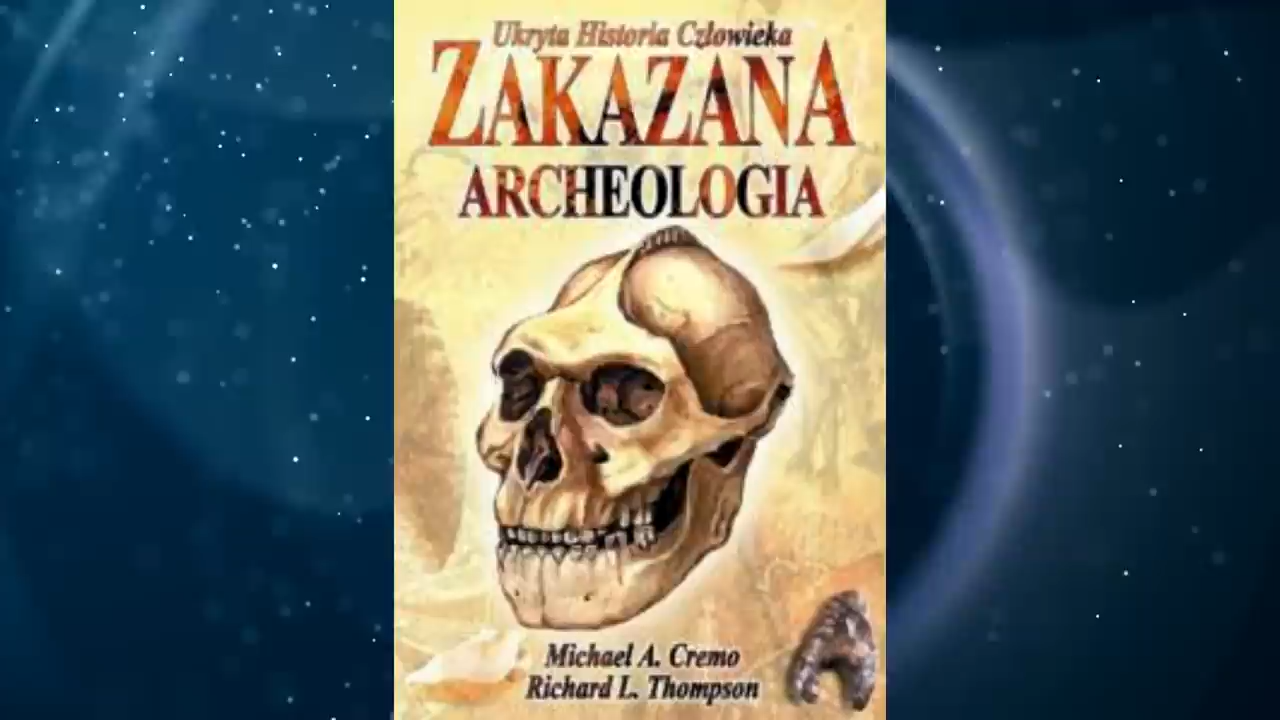 Ukryta Historia Człowieka
ZAKAZANA
ARCHEOLOGIA
Michael A. Cremo
Richard L. Thompson